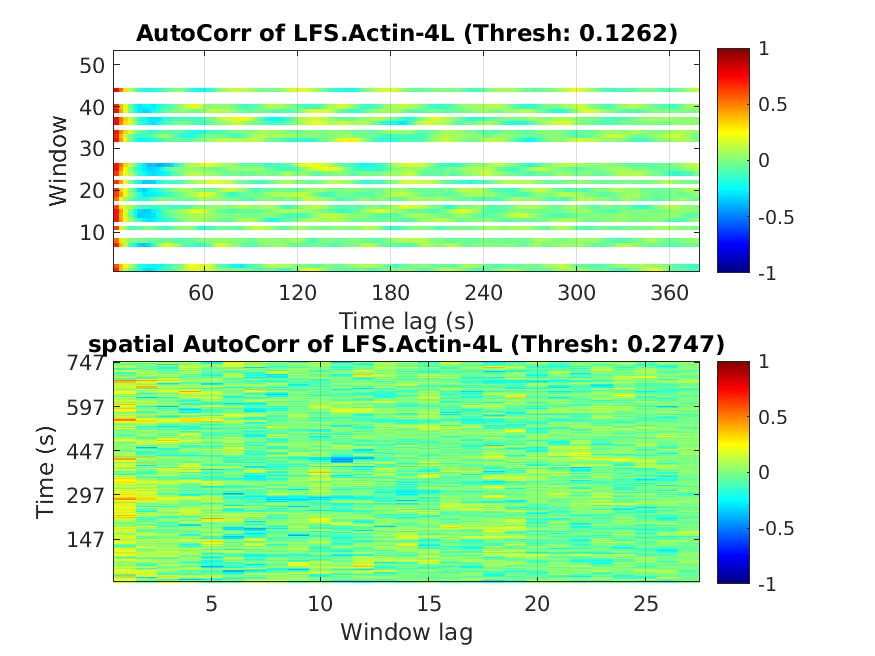 AutoCorr of LFS.Actin-4L (Thresh: 0.1262)
50
40
30
20
10
Window
60 120 180 240 300 360
Time lag (s)
1
0.5
0
-0.5
-1
spatial AutoCorr of LFS.Actin-4L (Thresh: 0.2747)
747
597
447
297
147
Time (s)
5 10 15 20 25
Window lag
1
0.5
0
-0.5
-1